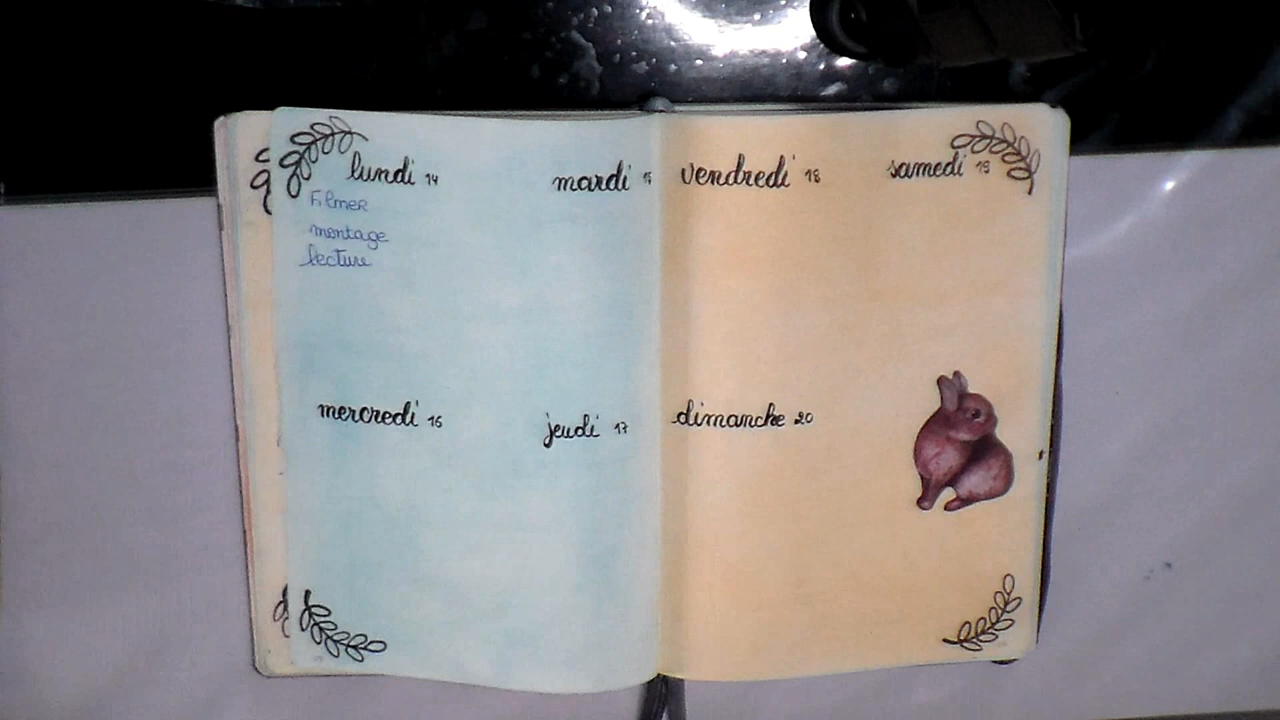 lundi 14
Filmer
montage
lecture
mardi 15
mercredi 16
jeudi 17
vendredi 18
samedi 19
dimanche 20